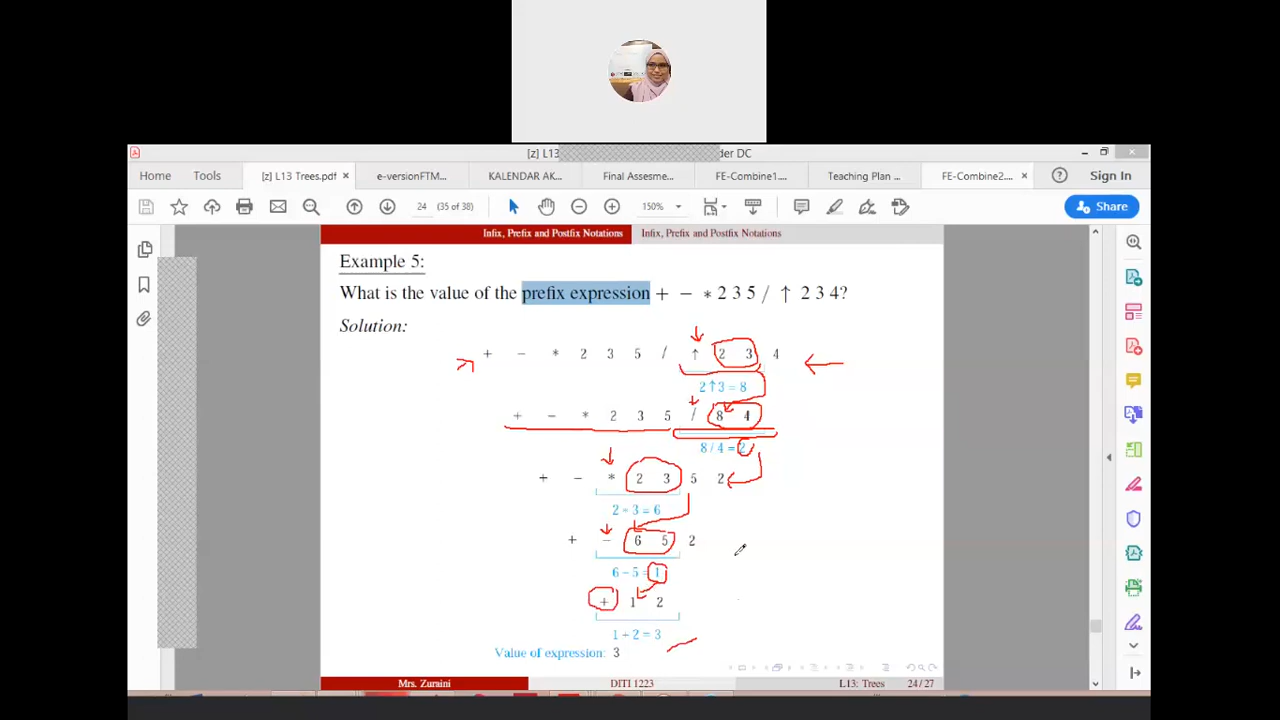 [z] L13 der DC
Home Tools [z] L13 Trees.pdf × e-versionFTM... KALENDAR AK... Final Assesme... FE-Combine1.... Teaching Plan ... FE-Combine2.... × Sign In
24 (35 of 38) 150% Share
Infix, Prefix and Postfix Notations Infix, Prefix and Postfix Notations
Example 5:
What is the value of the prefix expression + − * 2 3 5 / ↑ 2 3 4?
Solution:
+ − * 2 3 5 / ↑ 2 3 4
2 ↑ 3 = 8
+ − * 2 3 5 / 8 4
8 / 4 = 2
+ − * 2 3 5 2
2 * 3 = 6
+ − 6 5 2
6 − 5 = 1
+ 1 2
1 + 2 = 3
Value of expression: 3
Mrs. Zuraini DITI 1223 L13: Trees 24 / 27